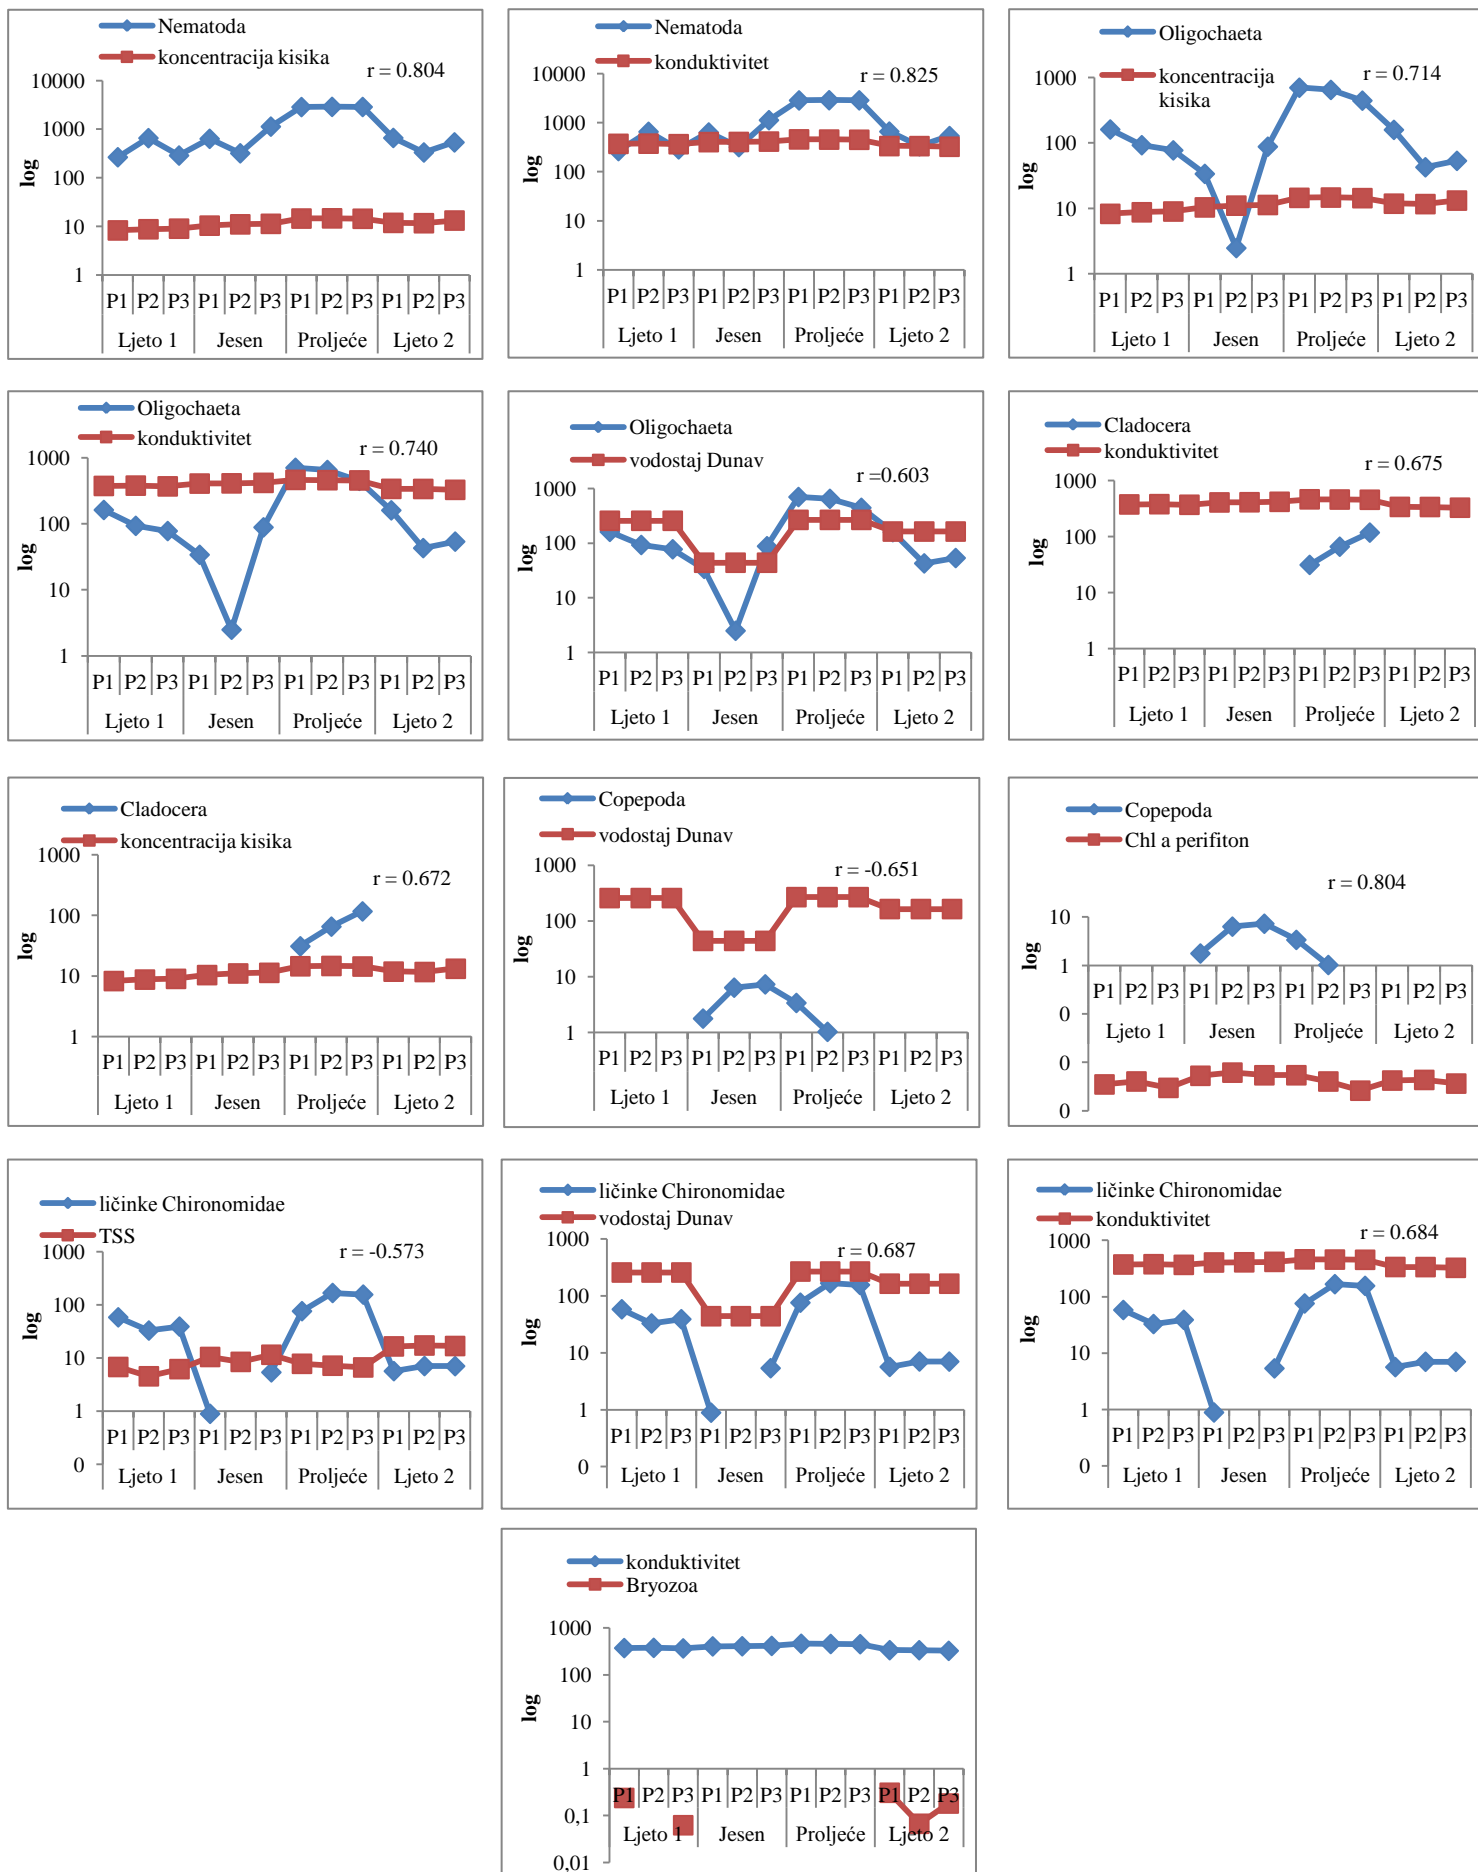 Nematoda
koncentracija kisika
r = 0.804
10000
1000
100
10
1
log
P1 P2 P3 P1 P2 P3 P1 P2 P3 P1 P2 P3
Ljeto 1 Jesen Proljeće Ljeto 2
Nematoda
konduktivitet
r = 0.825
10000
1000
100
10
1
log
P1 P2 P3 P1 P2 P3 P1 P2 P3 P1 P2 P3
Ljeto 1 Jesen Proljeće Ljeto 2
Oligochaeta
koncentracija
kisika
r = 0.714
1000
100
10
1
log
P1 P2 P3 P1 P2 P3 P1 P2 P3 P1 P2 P3
Ljeto 1 Jesen Proljeće Ljeto 2
Oligochaeta
konduktivitet
r = 0.740
1000
100
10
1
log
P1 P2 P3 P1 P2 P3 P1 P2 P3 P1 P2 P3
Ljeto 1 Jesen Proljeće Ljeto 2
Oligochaeta
vodostaj Dunav
r =0.603
1000
100
10
1
log
P1 P2 P3 P1 P2 P3 P1 P2 P3 P1 P2 P3
Ljeto 1 Jesen Proljeće Ljeto 2
Cladocera
konduktivitet
r = 0.675
1000
100
10
1
log
P1 P2 P3 P1 P2 P3 P1 P2 P3 P1 P2 P3
Ljeto 1 Jesen Proljeće Ljeto 2
Cladocera
koncentracija kisika
r = 0.672
1000
100
10
1
log
P1 P2 P3 P1 P2 P3 P1 P2 P3 P1 P2 P3
Ljeto 1 Jesen Proljeće Ljeto 2
Copepoda
vodostaj Dunav
r = -0.651
1000
100
10
1
log
P1 P2 P3 P1 P2 P3 P1 P2 P3 P1 P2 P3
Ljeto 1 Jesen Proljeće Ljeto 2
Copepoda
Chl a perifiton
r = 0.804
10
1
0
0
0
log
P1 P2 P3 P1 P2 P3 P1 P2 P3 P1 P2 P3
Ljeto 1 Jesen Proljeće Ljeto 2
ličinke Chironomidae
TSS
r = -0.573
1000
100
10
1
0
log
P1 P2 P3 P1 P2 P3 P1 P2 P3 P1 P2 P3
Ljeto 1 Jesen Proljeće Ljeto 2
ličinke Chironomidae
vodostaj Dunav
r = 0.687
1000
100
10
1
0
log
P1 P2 P3 P1 P2 P3 P1 P2 P3 P1 P2 P3
Ljeto 1 Jesen Proljeće Ljeto 2
ličinke Chironomidae
konduktivitet
r = 0.684
1000
100
10
1
0
log
P1 P2 P3 P1 P2 P3 P1 P2 P3 P1 P2 P3
Ljeto 1 Jesen Proljeće Ljeto 2
konduktivitet
Bryozoa
1000
100
10
1
0,1
0,01
log
P1 P2 P3 P1 P2 P3 P1 P2 P3 P1 P2 P3
Ljeto 1 Jesen Proljeće Ljeto 2